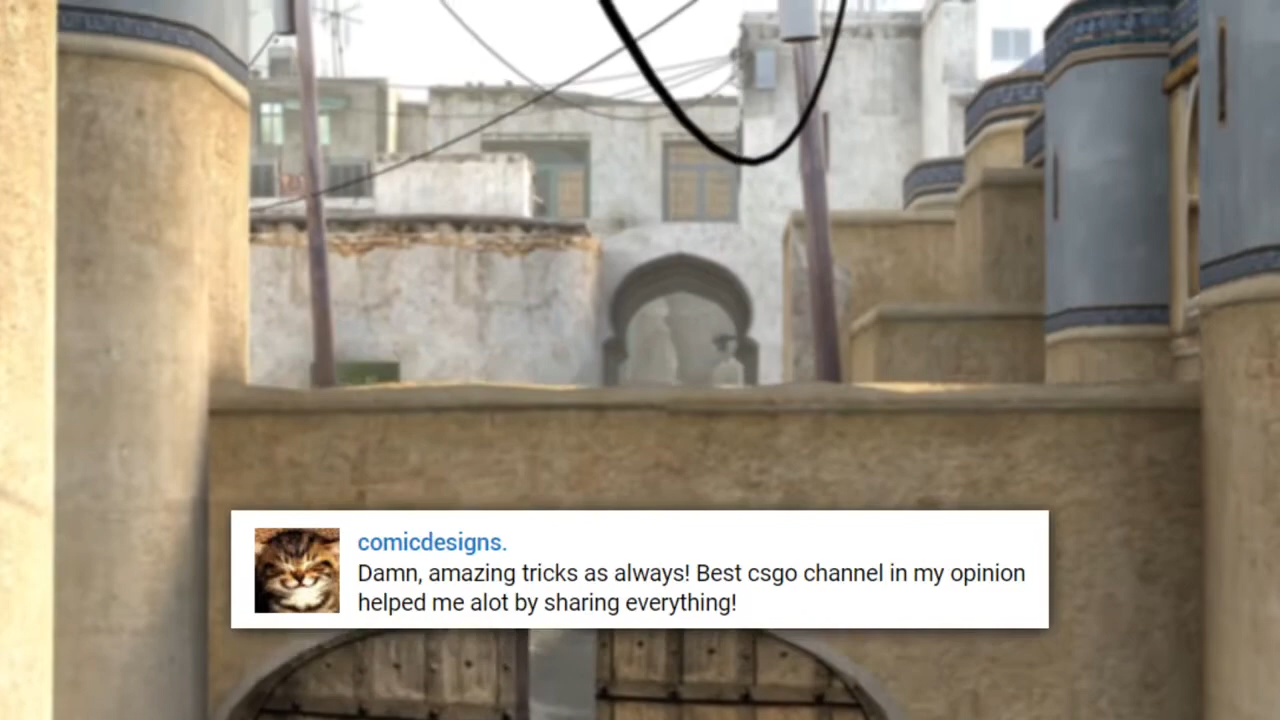 comicdesigns.
Damn, amazing tricks as always! Best csgo channel in my opinion
helped me alot by sharing everything!